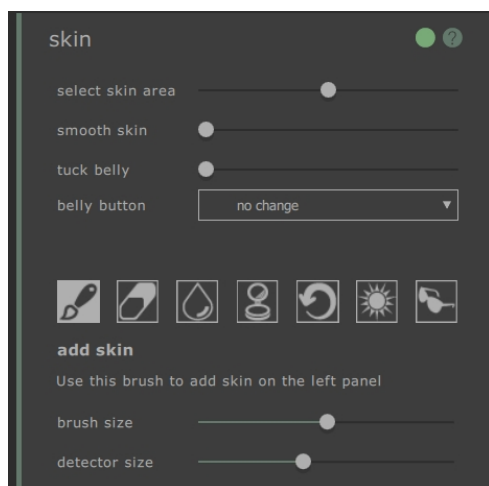 skin
?
select skin area
smooth skin
tuck belly
belly button no change
add skin
Use this brush to add skin on the left panel
brush size
detector size